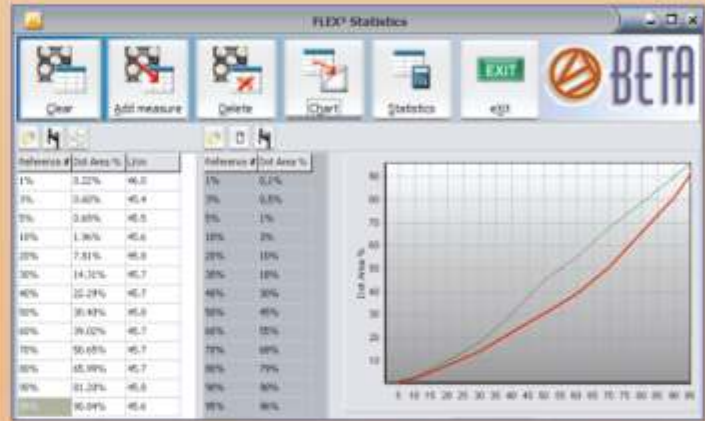 FLEX³ Statistics
Clear Add measure Delete Chart Statistics EXIT eXit BETA
Reference # Dot Area %
Reference # Dot Area %
1% 0.22% 46.0 1% 0,1%
3% 0.60% 45.4 3% 0,5%
5% 0.69% 45.5 5% 1%
10% 1.96% 45.6 10% 3%
20% 7.81% 45.8 20% 10%
30% 14.31% 45.7 30% 18%
40% 22.29% 45.7 40% 30%
50% 30.40% 45.8 50% 45%
60% 39.02% 45.7 60% 55%
70% 50.65% 45.7 70% 68%
80% 65.99% 45.7 80% 79%
90% 81.20% 45.8 90% 90%
90.04% 45.6 95% 96%
Dot Area %
90
80
70
60
50
40
30
20
10
5 10 15 20 25 30 35 40 45 50 55 60 65 70 75 80 85 90 95